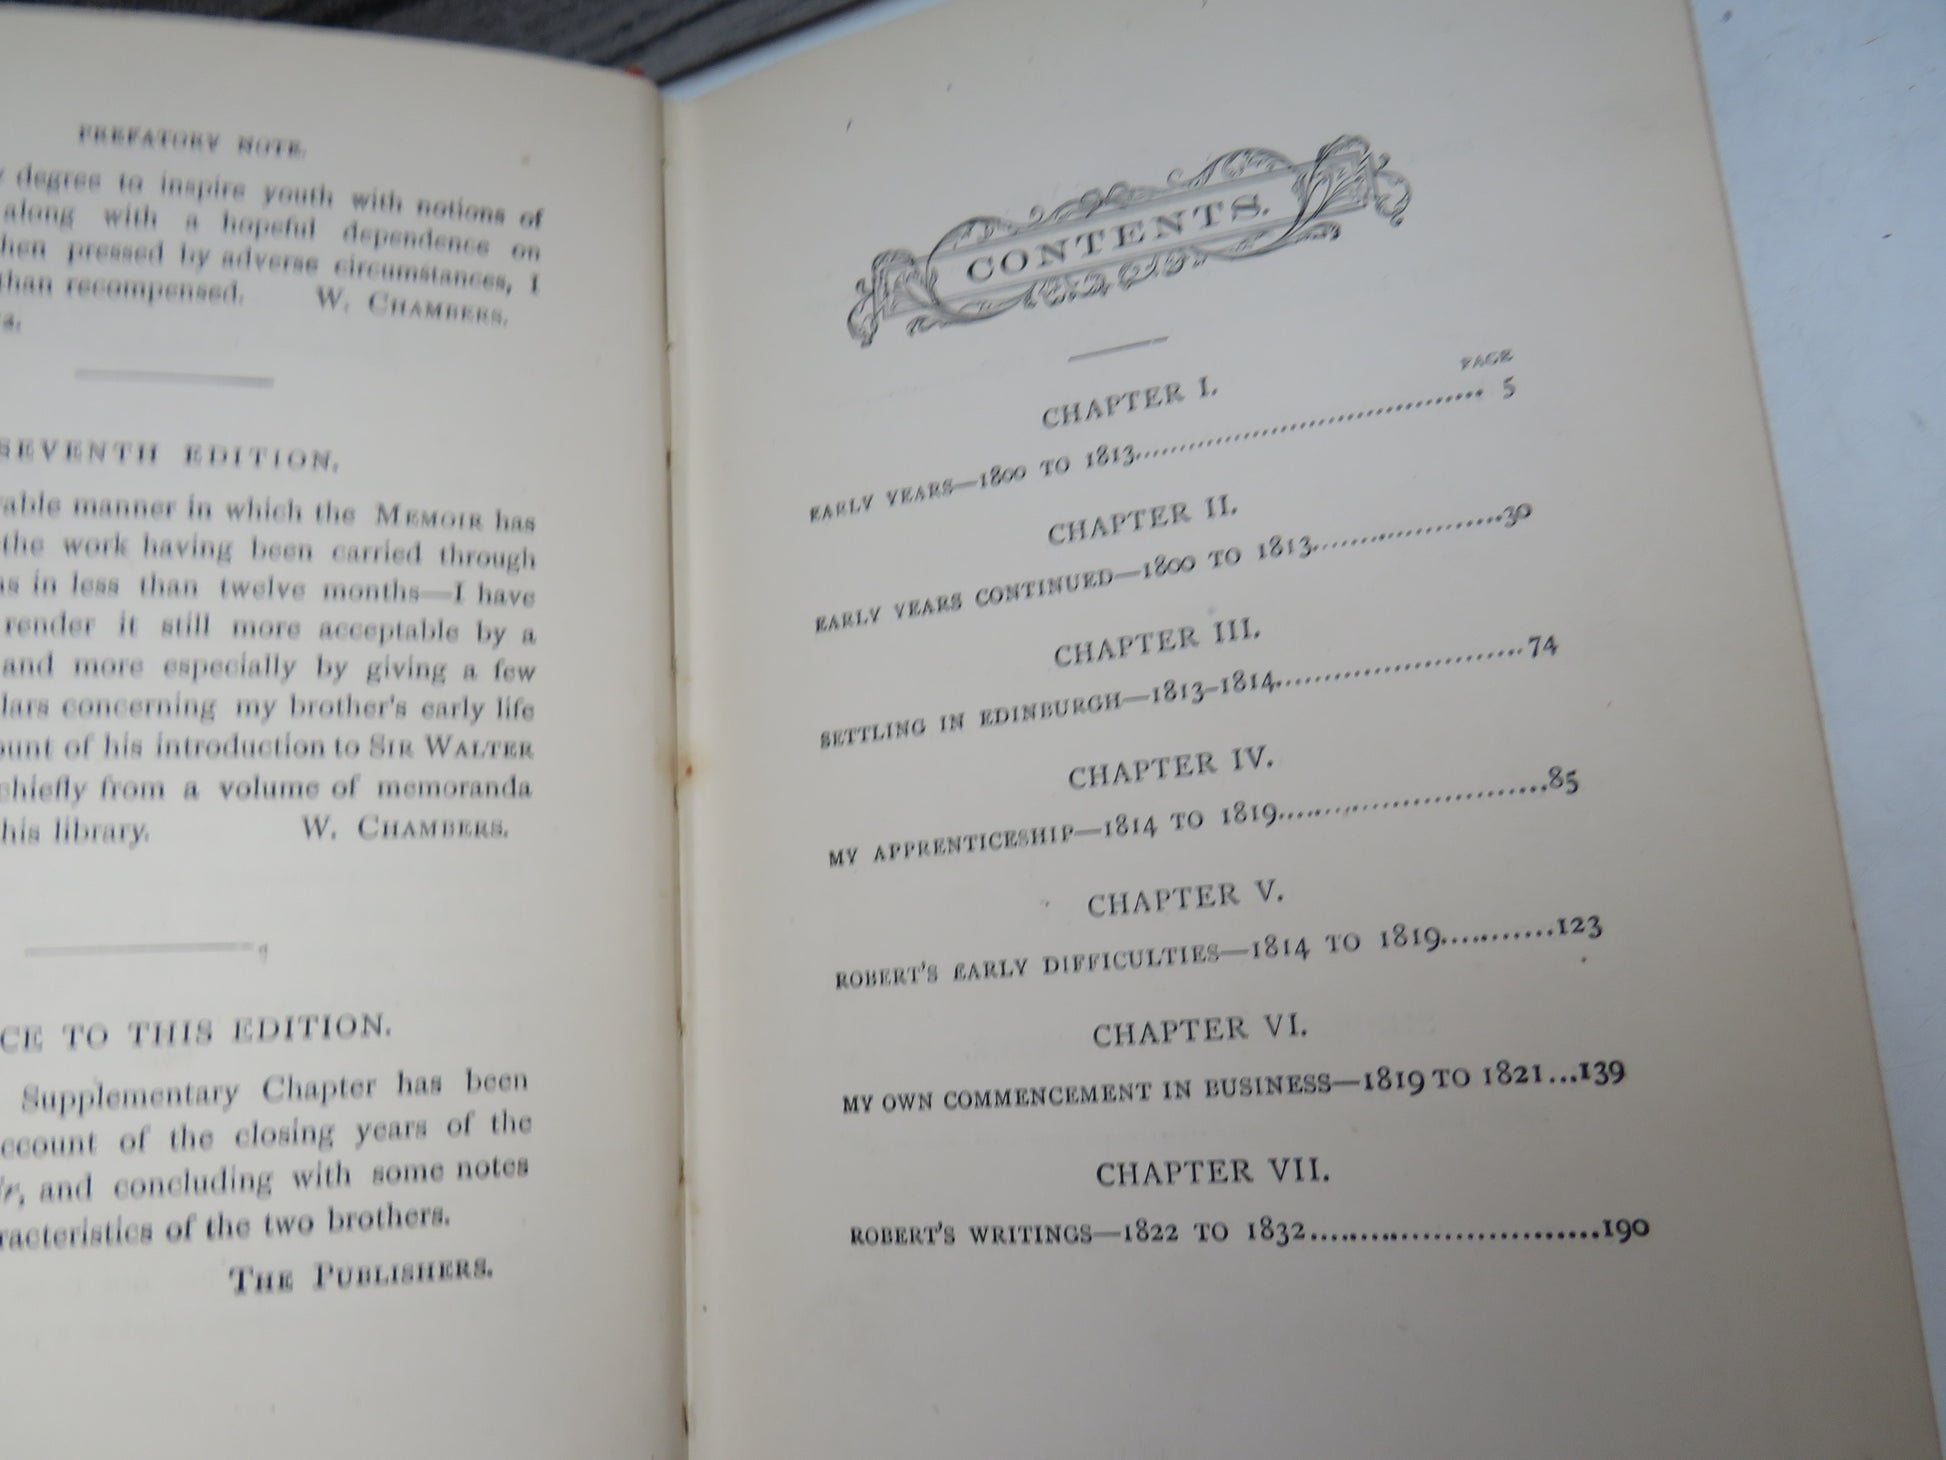 PREFATORY NOTE.
degree to inspire youth with notions of
along with a hopeful dependence on
pressed by adverse circumstances, I
than recompensed. W. CHAMBERS.
SEVENTH EDITION.
manner in which the MEMOIR has
the work having been carried through
in less than twelve months—I have
render it still more acceptable by a
and more especially by giving a few
concerning my brother's early life
of his introduction to SIR WALTER
chiefly from a volume of memoranda
his library. W. CHAMBERS.
TO THIS EDITION.
Supplementary Chapter has been
of the closing years of the
and concluding with some notes
of the two brothers.
THE PUBLISHERS.
CONTENTS.
PAGE
CHAPTER I.
EARLY YEARS—1800 TO 1813........................................ 5
CHAPTER II.
EARLY YEARS CONTINUED—1800 TO 1813......................30
CHAPTER III.
SETTLING IN EDINBURGH—1813-1814............................74
CHAPTER IV.
MY APPRENTICESHIP—1814 TO 1819..............................85
CHAPTER V.
ROBERT'S EARLY DIFFICULTIES—1814 TO 1819............123
CHAPTER VI.
MY OWN COMMENCEMENT IN BUSINESS—1819 TO 1821...139
CHAPTER VII.
ROBERT'S WRITINGS—1822 TO 1832..............................190